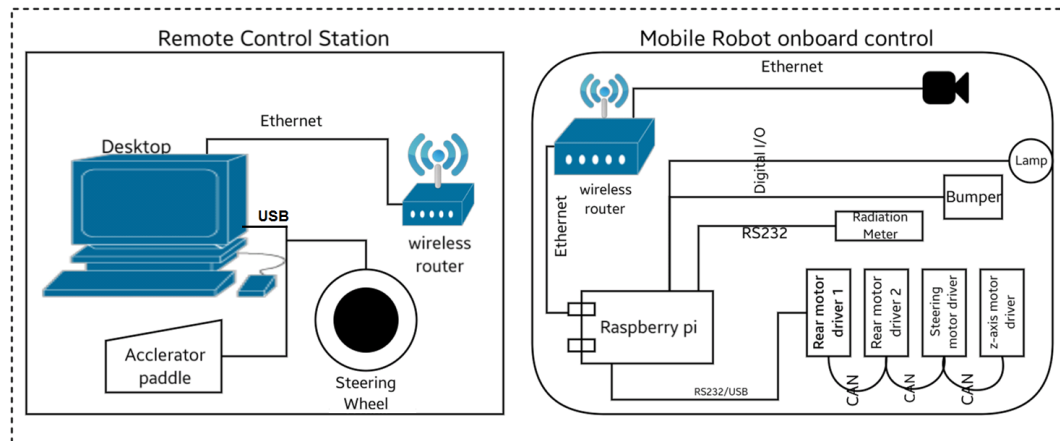 Remote Control Station
Desktop
Ethernet
USB
wireless
router
Acclerator
paddle
Steering
Wheel
Mobile Robot onboard control
Ethernet
wireless
router
Ethernet
Digital I/O
Lamp
Bumper
RS232
Radiation
Meter
Raspberry pi
RS232/USB
Rear motor
driver 1
Rear motor
driver 2
Steering
motor driver
z-axis motor
driver
CAN
CAN
CAN